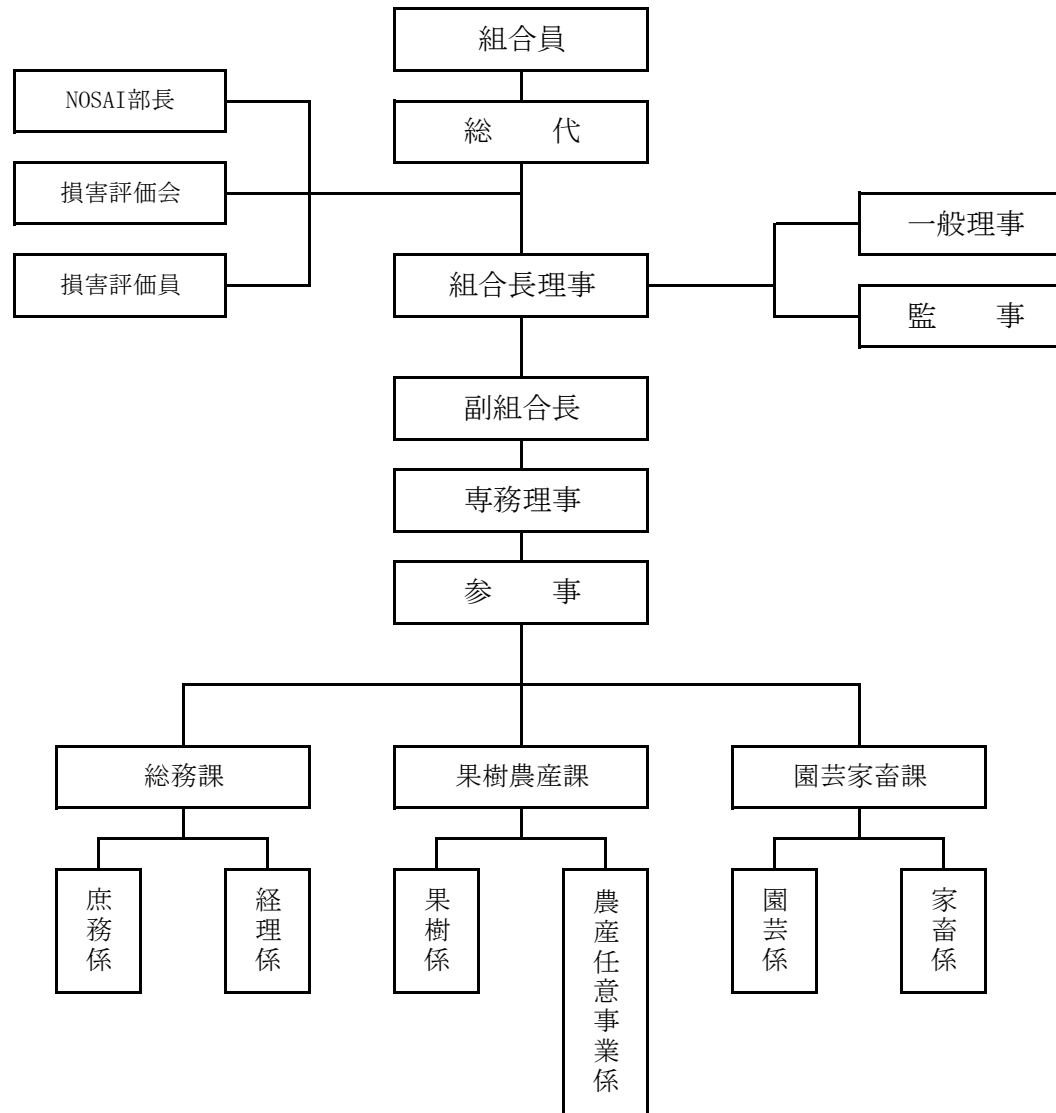 組合員
NOSAI部長
総　　代
損害評価会
一般理事
損害評価員
組合長理事
監　　事
副組合長
専務理事
参　　事
総務課
果樹農産課
園芸家畜課
庶務係
経理係
果樹係
農産任意事業係
園芸係
家畜係